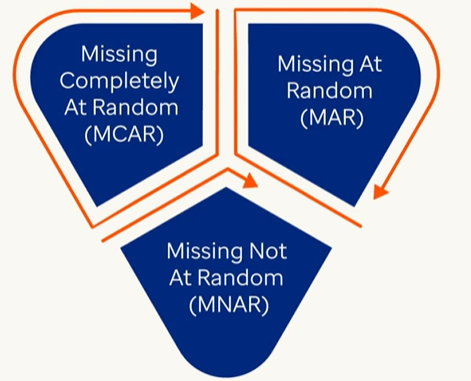 Missing
Completely
At Random
(MCAR)
Missing At
Random
(MAR)
Missing Not
At Random
(MNAR)